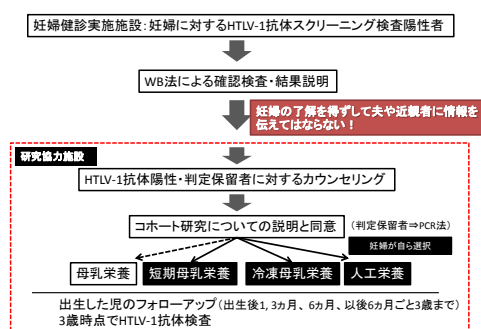 妊婦健診実施施設:妊婦に対するHTLV-1抗体スクリーニング検査陽性者
WB法による確認検査・結果説明
妊婦の了解を得ずして夫や近親者に情報を
伝えてはならない!
研究協力施設
HTLV-1抗体陽性・判定保留者に対するカウンセリング
コホート研究についての説明と同意
(判定保留者⇒PCR法)
妊婦が自ら選択
母乳栄養
短期母乳栄養
冷凍母乳栄養
人工栄養
出生した児のフォローアップ(出生後1, 3ヵ月、6ヵ月、以後6ヵ月ごと3歳まで)
3歳時点でHTLV-1抗体検査